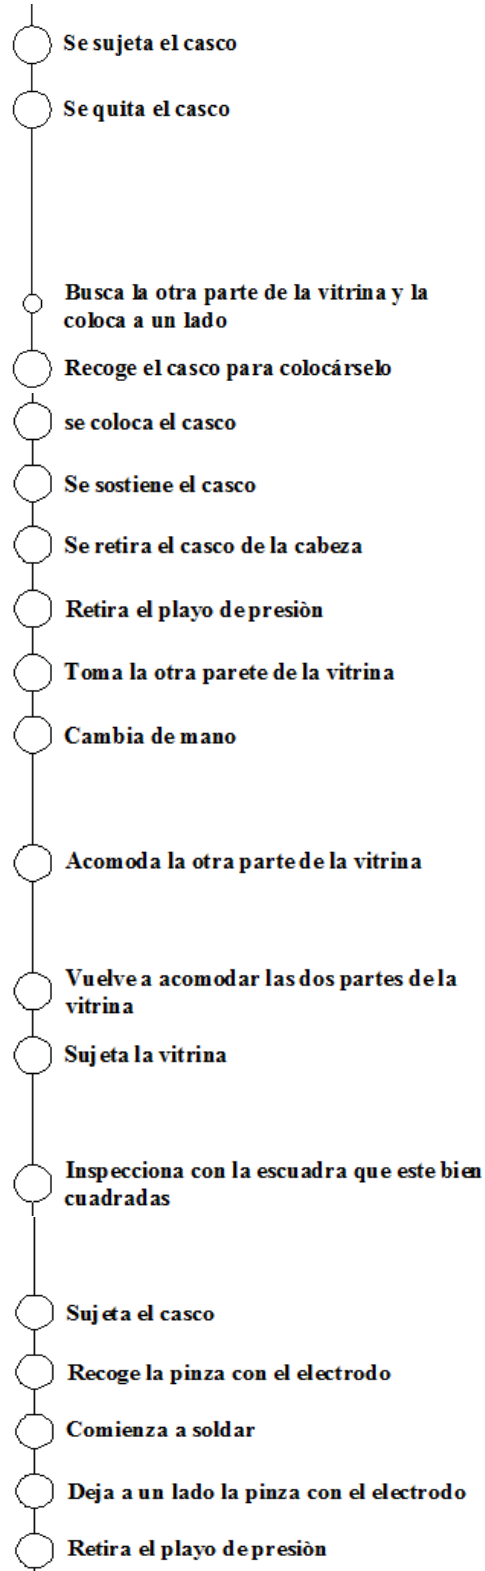 Se sujeta el casco
Se quita el casco
Busca la otra parte de la vitrina y la
coloca a un lado
Recoge el casco para colocárselo
se coloca el casco
Se sostiene el casco
Se retira el casco de la cabeza
Retira el playo de presiòn
Toma la otra parete de la vitrina
Cambia de mano
Acomoda la otra parte de la vitrina
Vuelve a acomodar las dos partes de la
vitrina
Sujeta la vitrina
Inspecciona con la escuadra que este bien
cuadradas
Sujeta el casco
Recoge la pinza con el electrodo
Comienza a soldar
Deja a un lado la pinza con el electrodo
Retira el playo de presiòn